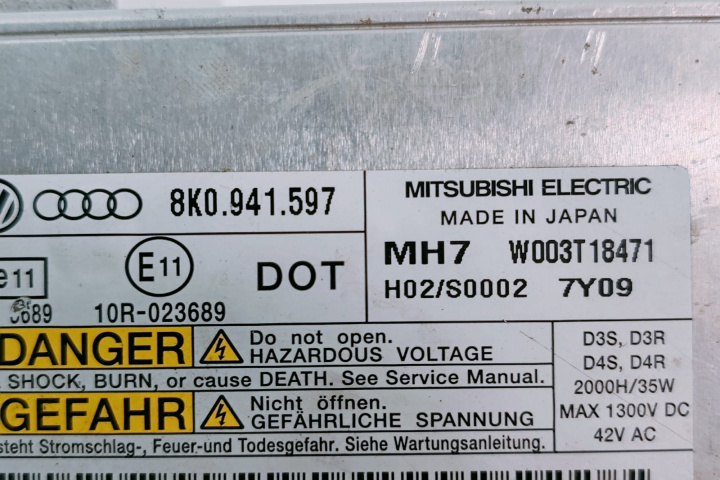 8K0.941.597
MITSUBISHI ELECTRIC
MADE IN JAPAN
MH7 W003T18471
H02/S0002 7Y09
e11
E11
DOT
10R-023689
DANGER
Do not open.
HAZARDOUS VOLTAGE
SHOCK, BURN, or cause DEATH. See Service Manual.
GEFAHR
Nicht öffnen.
GEFÄHRLICHE SPANNUNG
steht Stromschlag-, Feuer-und Todesgefahr. Siehe Wartungsanleitung.
D3S, D3R
D4S, D4R
2000H/35W
MAX 1300V DC
42V AC